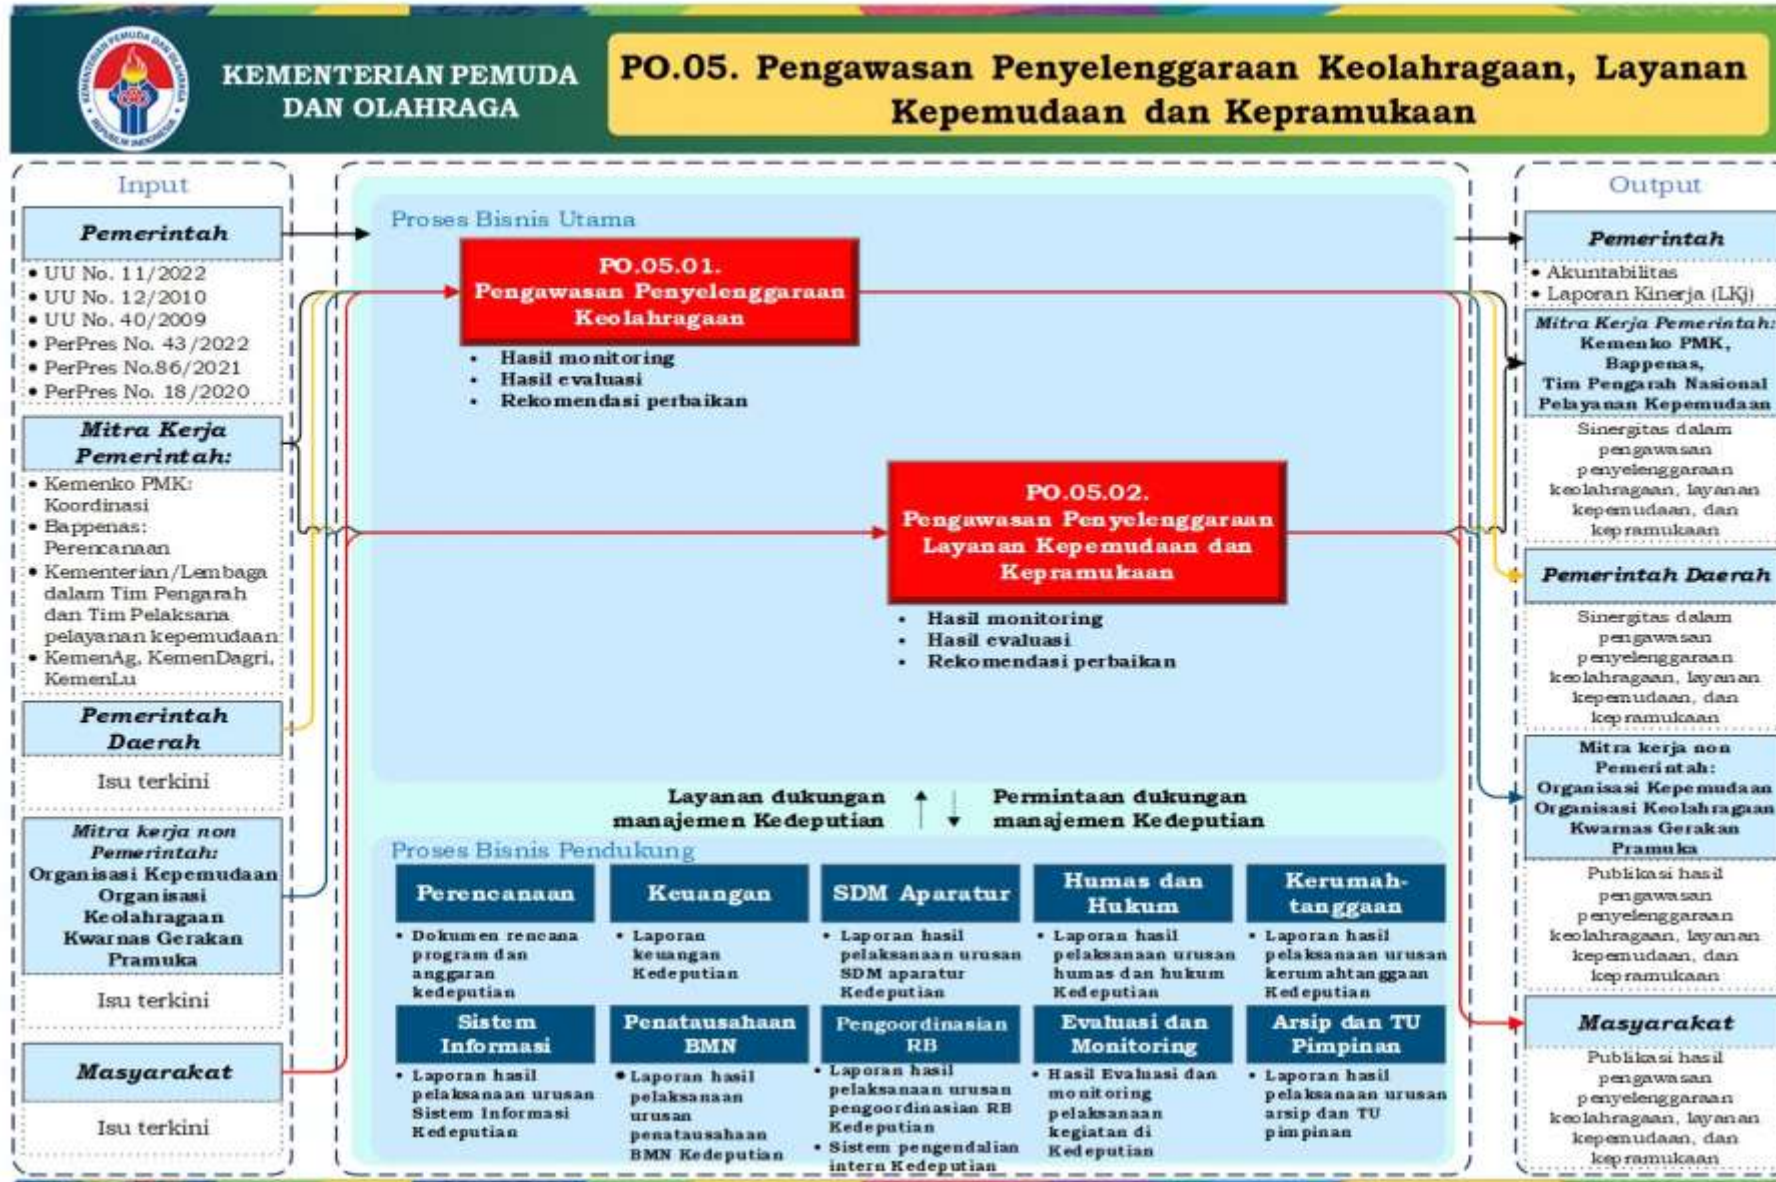 KEMENTERIAN PEMUDA DAN OLAHRAGA
REPUBLIK INDONESIA
KEMENTERIAN PEMUDA
DAN OLAHRAGA
PO.05. Pengawasan Penyelenggaraan Keolahragaan, Layanan
Kepemudaan dan Kepramukaan
Input
Pemerintah
• UU No. 11/2022
• UU No. 12/2010
• UU No. 40/2009
• PerPres No. 43/2022
• PerPres No.86/2021
• PerPres No. 18/2020
Mitra Kerja
Pemerintah:
• Kemenko PMK:
Koordinasi
• Bappenas:
Perencanaan
• Kementerian/Lembaga
dalam Tim Pengarah
dan Tim Pelaksana
pelayanan kepemudaan
• KemenAg, KemenDagri,
KemenLu
Pemerintah
Daerah
Isu terkini
Mitra kerja non
Pemerintah:
Organisasi Kepemudaan
Organisasi
Keolahragaan
Kwarnas Gerakan
Pramuka
Isu terkini
Masyarakat
Isu terkini
Proses Bisnis Utama
PO.05.01.
Pengawasan Penyelenggaraan
Keolahragaan
• Hasil monitoring
• Hasil evaluasi
• Rekomendasi perbaikan
PO.05.02.
Pengawasan Penyelenggaraan
Layanan Kepemudaan dan
Kepramukaan
• Hasil monitoring
• Hasil evaluasi
• Rekomendasi perbaikan
Layanan dukungan
manajemen Kedeputian
Permintaan dukungan
manajemen Kedeputian
Proses Bisnis Pendukung
Perencanaan
• Dokumen rencana
program dan
anggaran
kedeputian
Keuangan
• Laporan
keuangan
Kedeputian
SDM Aparatur
• Laporan hasil
pelaksanaan urusan
SDM aparatur
Kedeputian
Humas dan
Hukum
• Laporan hasil
pelaksanaan urusan
humas dan hukum
Kedeputian
Kerumah-
tanggaan
• Laporan hasil
pelaksanaan urusan
kerumahtanggaan
Kedeputian
Sistem
Informasi
• Laporan hasil
pelaksanaan urusan
Sistem Informasi
Kedeputian
Penatausahaan
BMN
• Laporan hasil
pelaksanaan
urusan
penatausahaan
BMN Kedeputian
Pengoordinasian
RB
• Laporan hasil
pelaksanaan urusan
pengoordinasian RB
Kedeputian
• Sistem pengendalian
intern Kedeputian
Evaluasi dan
Monitoring
• Hasil Evaluasi dan
monitoring
pelaksanaan
kegiatan di
Kedeputian
Arsip dan TU
Pimpinan
• Laporan hasil
pelaksanaan urusan
arsip dan TU
pimpinan
Output
Pemerintah
• Akuntabilitas
• Laporan Kinerja (LKj)
Mitra Kerja Pemerintah:
Kemenko PMK,
Bappenas,
Tim Pengarah Nasional
Pelayanan Kepemudaan
Sinergitas dalam
pengawasan
penyelenggaraan
keolahragaan, layanan
kepemudaan, dan
kepramukaan
Pemerintah Daerah
Sinergitas dalam
pengawasan
penyelenggaraan
keolahragaan, layanan
kepemudaan, dan
kepramukaan
Mitra kerja non
Pemerintah:
Organisasi Kepemudaan
Organisasi Keolahragaan
Kwarnas Gerakan
Pramuka
Publikasi hasil
pengawasan
penyelenggaraan
keolahragaan, layanan
kepemudaan, dan
kepramukaan
Masyarakat
Publikasi hasil
pengawasan
penyelenggaraan
keolahragaan, layanan
kepemudaan, dan
kepramukaan